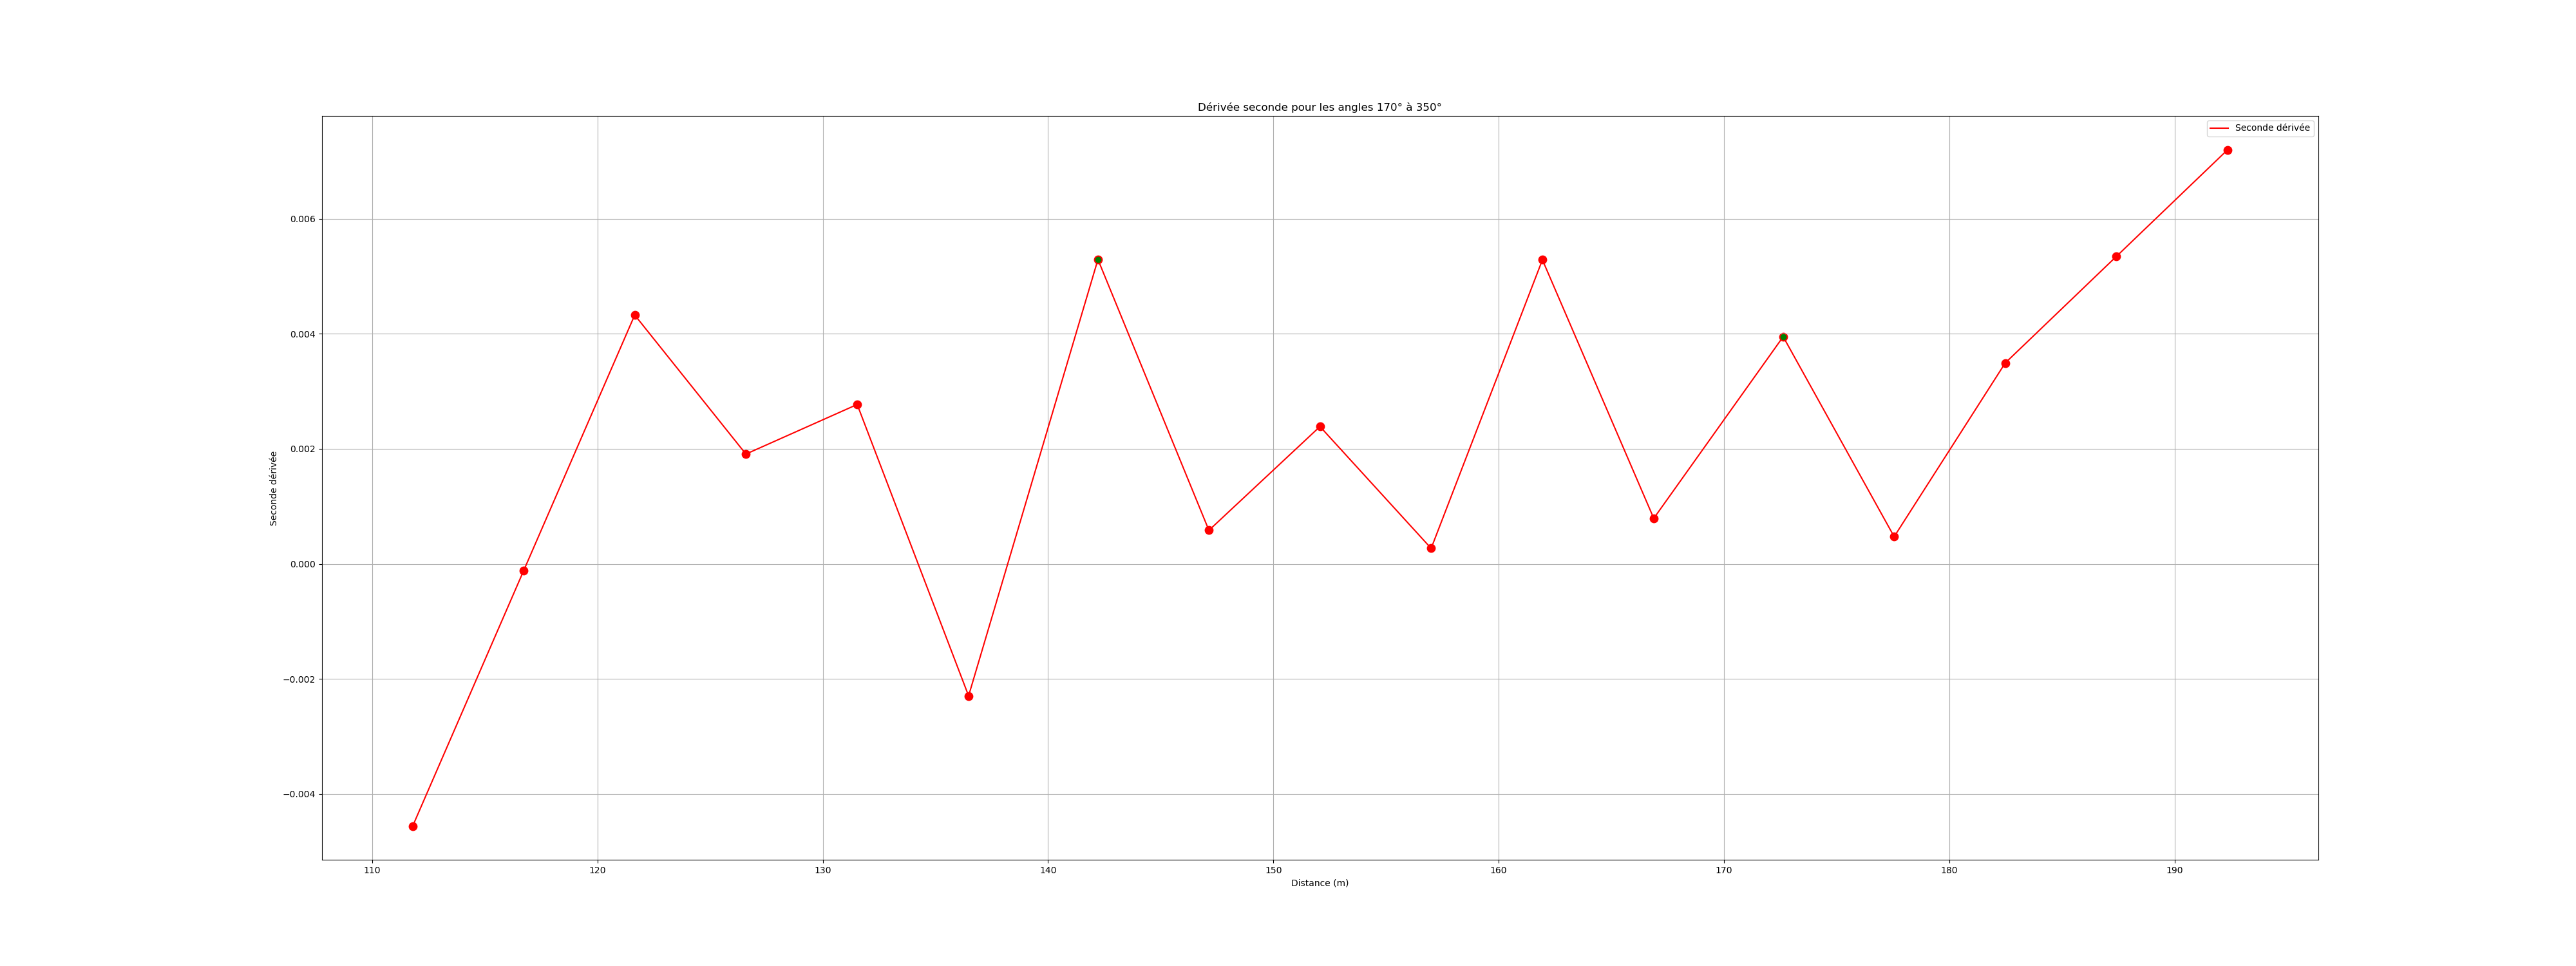 Dérivée seconde pour les angles 170° à 350°
Seconde dérivée
0.006
0.004
0.002
0.000
−0.002
−0.004
Seconde dérivée
110 120 130 140 150 160 170 180 190
Distance (m)